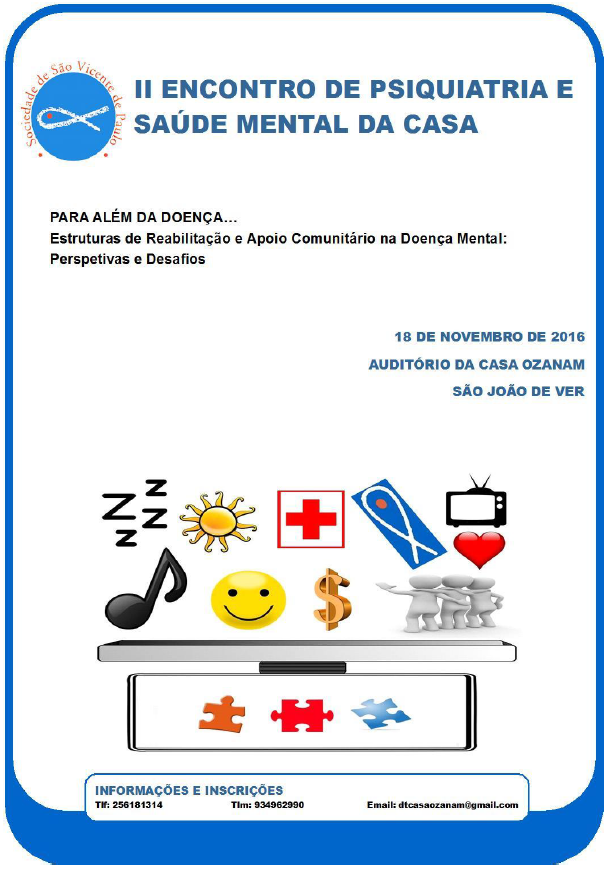 Sociedade de São Vicente de Paulo
II ENCONTRO DE PSIQUIATRIA E
SAÚDE MENTAL DA CASA
PARA ALÉM DA DOENÇA...
Estruturas de Reabilitação e Apoio Comunitário na Doença Mental:
Perspetivas e Desafios
18 DE NOVEMBRO DE 2016
AUDITÓRIO DA CASA OZANAM
SÃO JOÃO DE VER
Z Z Z Z Z
$
INFORMAÇÕES E INSCRIÇÕES
Tlf: 256181314 Tlm: 934962990 Email: dtcasaozanam@gmail.com